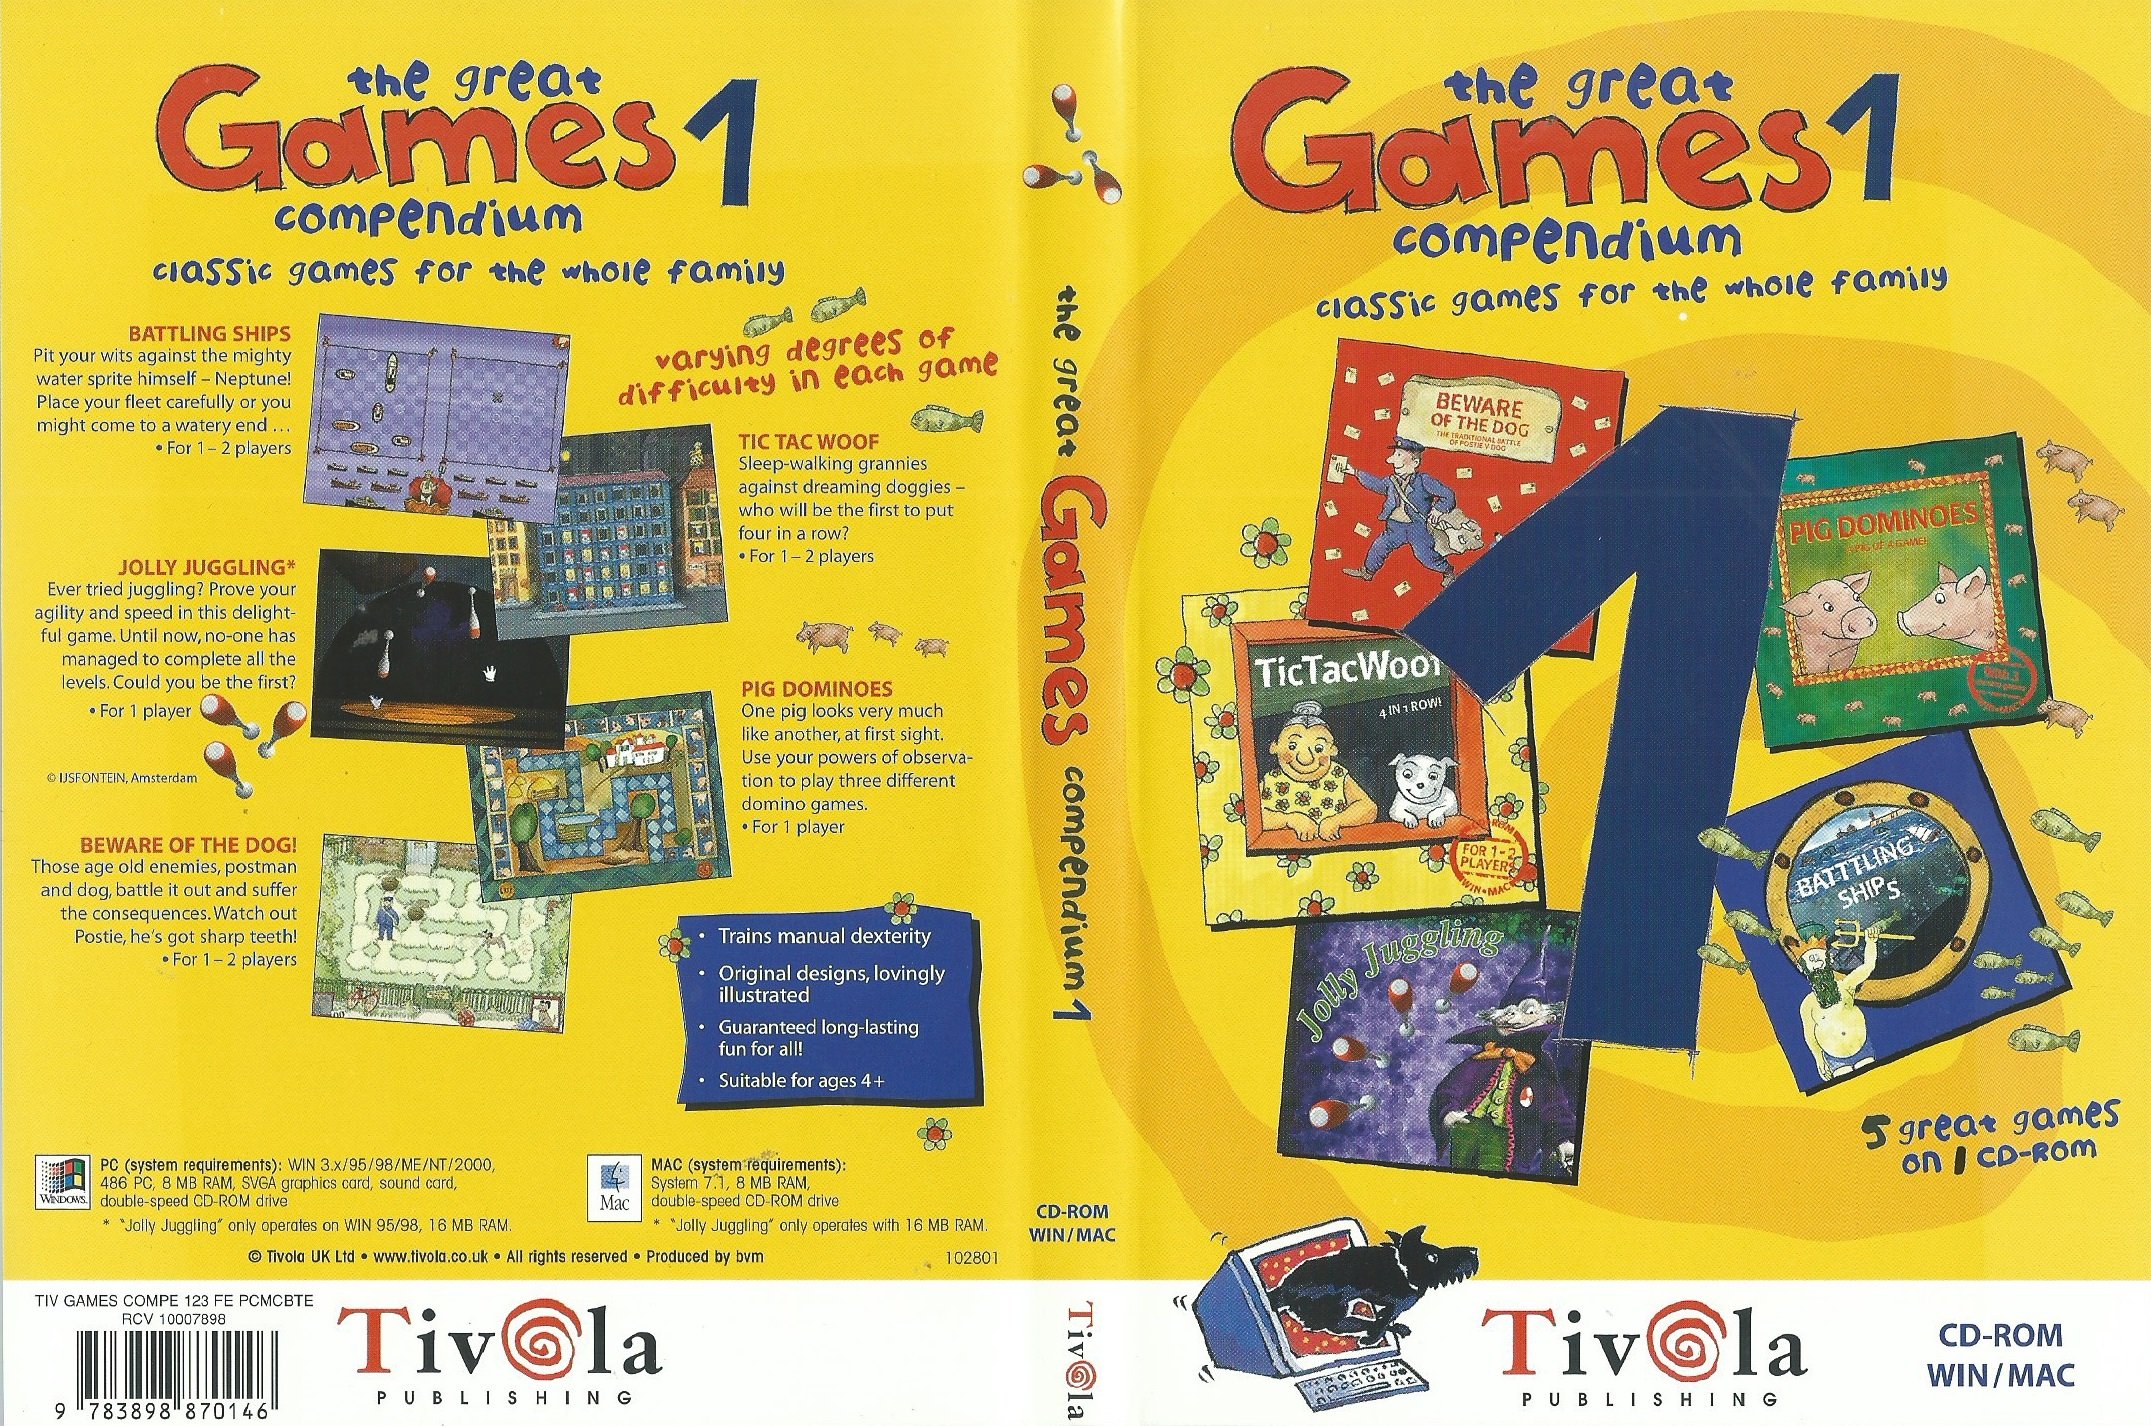 the great
Games 1
compendium
classic games for the whole family
varying degrees of
difficulty in each game
BATTLING SHIPS
Pit your wits against the mighty
water sprite himself – Neptune!
Place your fleet carefully or you
might come to a watery end ...
• For 1 – 2 players
TIC TAC WOOF
Sleep-walking grannies
against dreaming doggies –
who will be the first to put
four in a row?
• For 1 – 2 players
JOLLY JUGGLING*
Ever tried juggling? Prove your
agility and speed in this delight-
ful game. Until now, no-one has
managed to complete all the
levels. Could you be the first?
• For 1 player
© IJSFONTEIN, Amsterdam
PIG DOMINOES
One pig looks very much
like another, at first sight.
Use your powers of observa-
tion to play three different
domino games.
• For 1 player
BEWARE OF THE DOG!
Those age old enemies, postman
and dog, battle it out and suffer
the consequences. Watch out
Postie, he's got sharp teeth!
• For 1 – 2 players
• Trains manual dexterity
• Original designs, lovingly
illustrated
• Guaranteed long-lasting
fun for all!
• Suitable for ages 4+
WINDOWS
PC (system requirements): WIN 3.x/95/98/ME/NT/2000,
486 PC, 8 MB RAM, SVGA graphics card, sound card,
double-speed CD-ROM drive
* "Jolly Juggling" only operates on WIN 95/98, 16 MB RAM.
Mac
MAC (system requirements):
System 7.1, 8 MB RAM,
double-speed CD-ROM drive
* "Jolly Juggling" only operates with 16 MB RAM.
© Tivola UK Ltd • www.tivola.co.uk • All rights reserved • Produced by bvm
102801
TIV GAMES COMPE 123 FE PCMCBTE
RCV 10007898
9 783898 870146
Tivola
PUBLISHING
the great Games compendium 1
CD-ROM
WIN/MAC
Tivola
the great
Games 1
compendium
classic games for the whole family
BEWARE
OF THE DOG
THE TRADITIONAL BATTLE
OF POSTIE V DOG
PIG DOMINOES
WIN•MAC
TicTacWoof
4 IN 1 ROW!
FOR 1-2
PLAYERS
WIN•MAC
1
BATTLING
SHIPS
Jolly Juggling
5 great games
on 1 CD-ROM
Tivola
PUBLISHING
CD-ROM
WIN/MAC